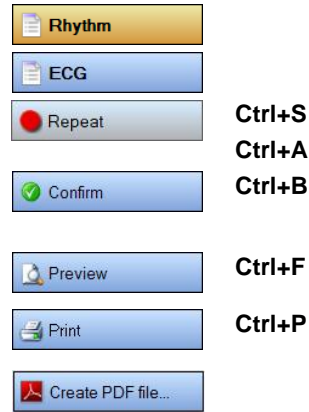 Rhythm
ECG
Repeat Ctrl+S
Ctrl+A
Confirm Ctrl+B
Preview Ctrl+F
Print Ctrl+P
Create PDF file...